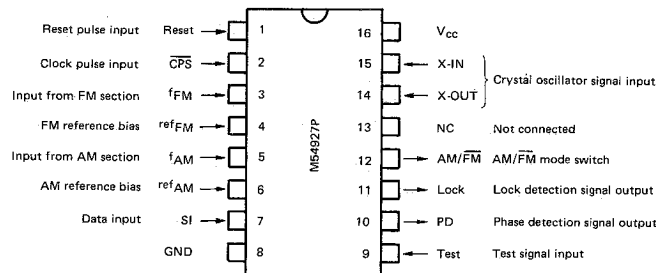 Reset pulse input Reset 1
Clock pulse input CPS 2
Input from FM section fFM 3
FM reference bias refFM 4
Input from AM section fAM 5
AM reference bias refAM 6
Data input SI 7
GND 8
M54927P
16 VCC
15 X-IN
14 X-OUT
Crystal oscillator signal input
13 NC Not connected
12 AM/FM AM/FM mode switch
11 Lock Lock detection signal output
10 PD Phase detection signal output
9 Test Test signal input